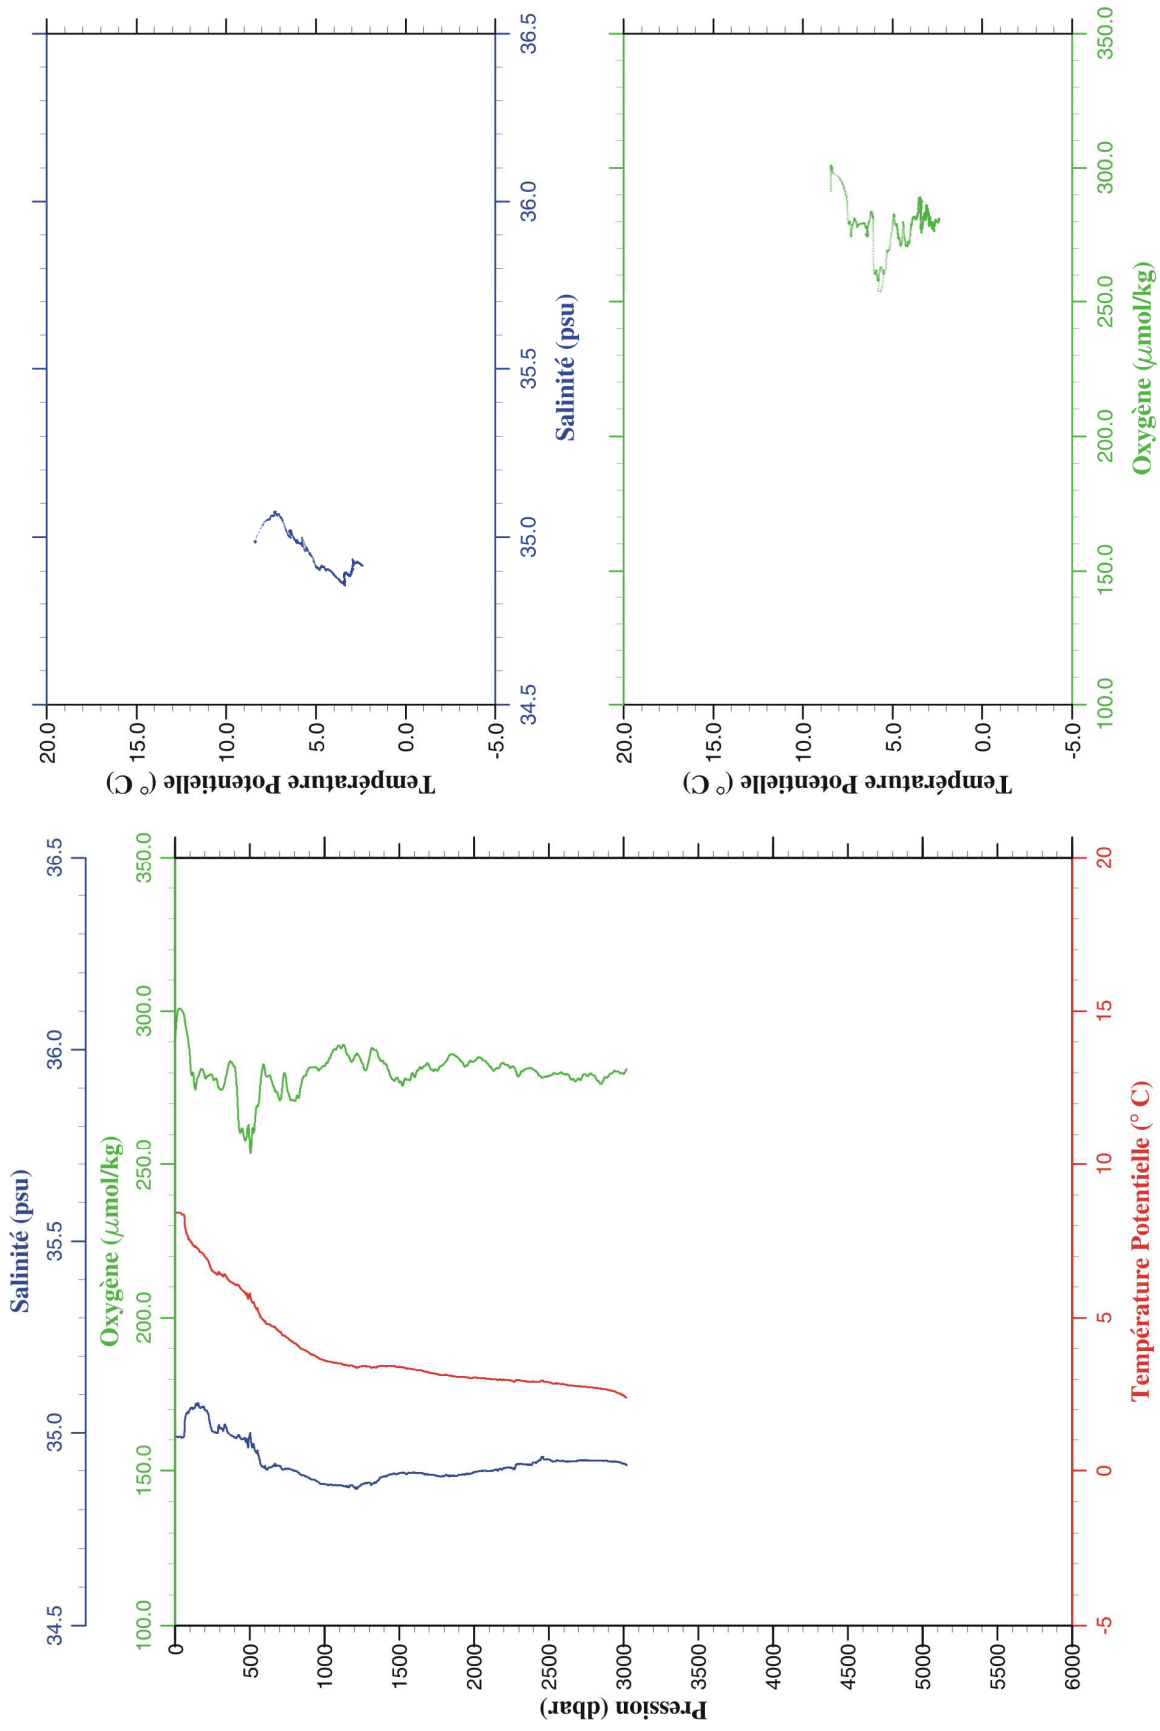 Salinité (psu)
34.5 35.0 35.5 36.0 36.5
Oxygène (μmol/kg)
100.0 150.0 200.0 250.0 300.0 350.0
Pression (dbar)
0
500
1000
1500
2000
2500
3000
3500
4000
4500
5000
5500
6000
-5 0 5 10 15 20
Température Potentielle (° C)
Température Potentielle (° C)
20.0
15.0
10.0
5.0
0.0
-5.0
34.5 35.0 35.5 36.0 36.5
Salinité (psu)
Température Potentielle (° C)
20.0
15.0
10.0
5.0
0.0
-5.0
100.0 150.0 200.0 250.0 300.0 350.0
Oxygène (μmol/kg)